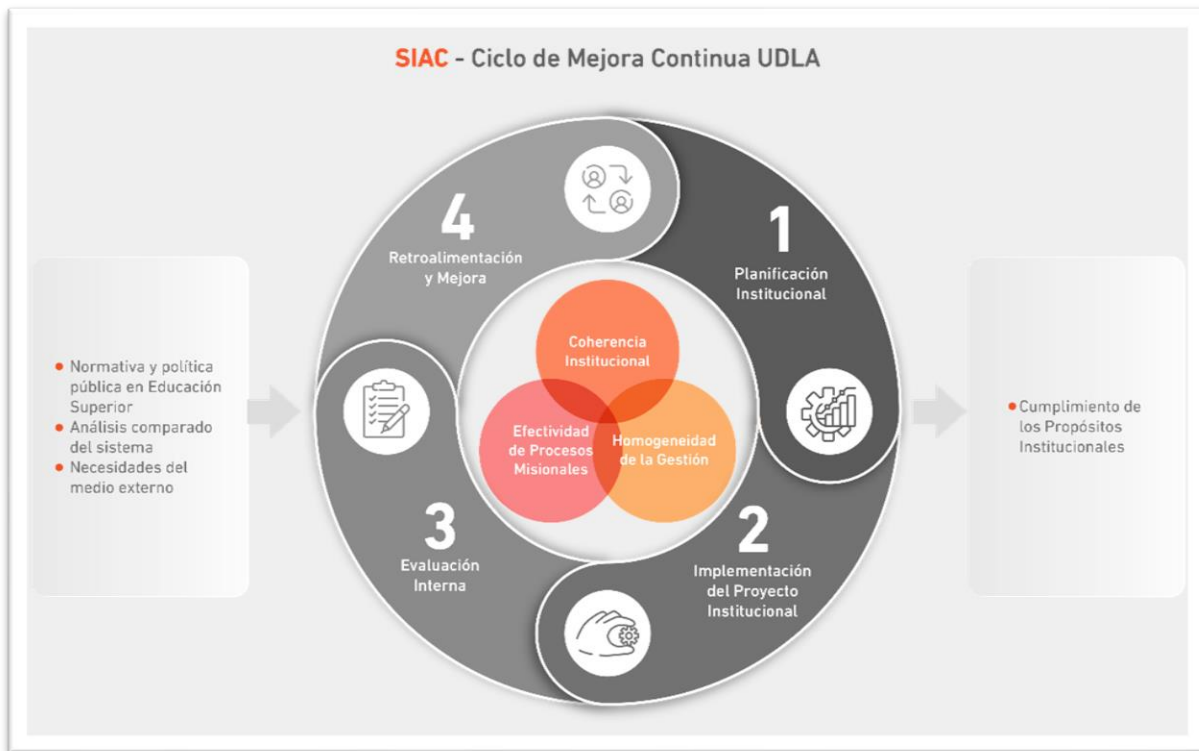 SIAC - Ciclo de Mejora Continua UDLA
• Normativa y política
pública en Educación
Superior
• Análisis comparado
del sistema
• Necesidades del
medio externo
1
Planificación
Institucional
2
Implementación
del Proyecto
Institucional
3
Evaluación
Interna
4
Retroalimentación
y Mejora
Coherencia
Institucional
Efectividad
de Procesos
Misionales
Homogeneidad
de la Gestión
• Cumplimiento de
los Propósitos
Institucionales